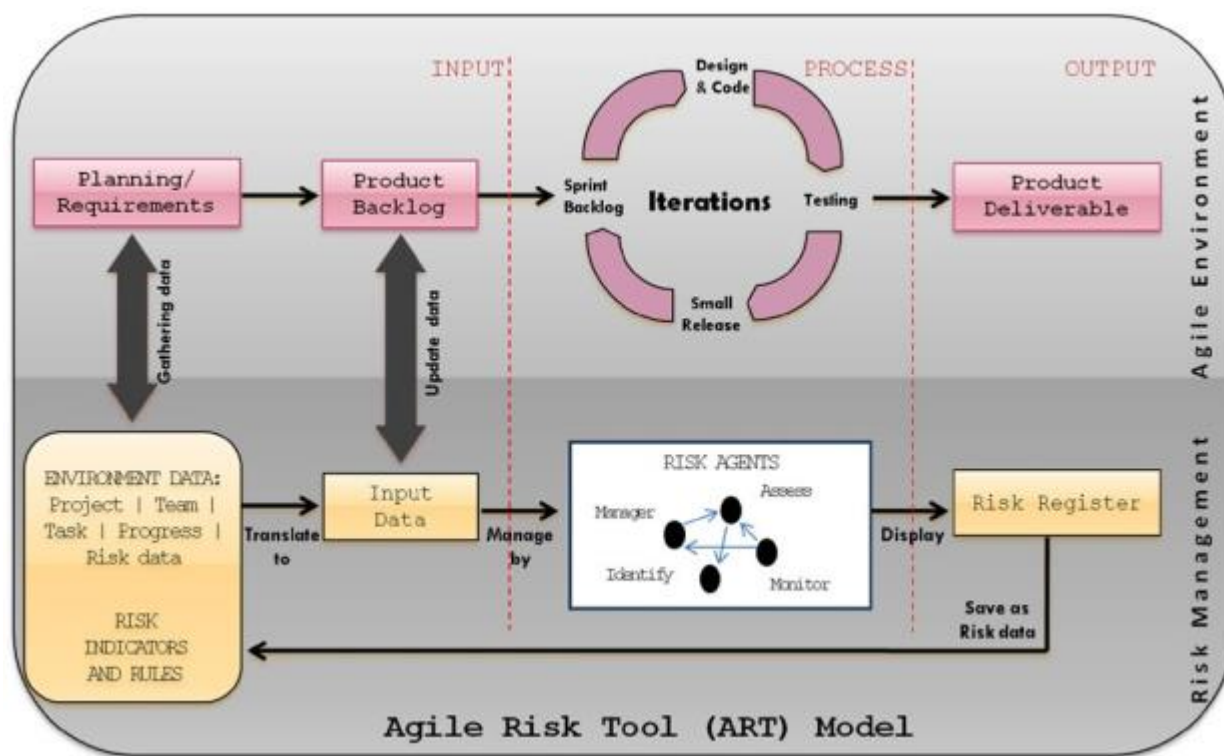 INPUT
PROCESS
OUTPUT
Planning/
Requirements
Product
Backlog
Sprint
Backlog
Design
& Code
Iterations
Testing
Small
Release
Product
Deliverable
Agile Environment
Gathering data
Update data
ENVIRONMENT DATA:
Project | Team |
Task | Progress |
Risk data
RISK
INDICATORS
AND RULES
Translate
to
Input
Data
Manage
by
RISK AGENTS
Assess
Manager
Identify
Monitor
Display
Risk Register
Save as
Risk data
Risk Management
Agile Risk Tool (ART) Model